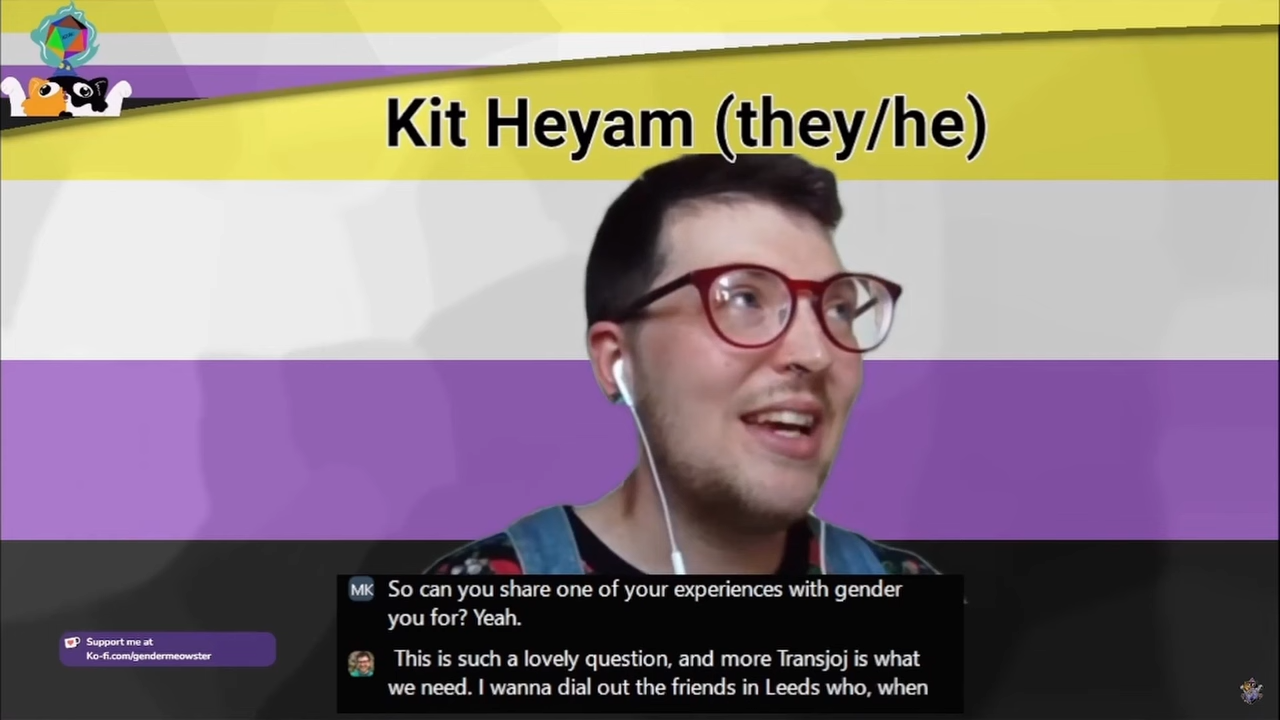 Kit Heyam (they/he)
MK So can you share one of your experiences with gender
you for? Yeah.
This is such a lovely question, and more Transjoj is what
we need. I wanna dial out the friends in Leeds who, when
Support me at
Ko-fi.com/gendermeowster